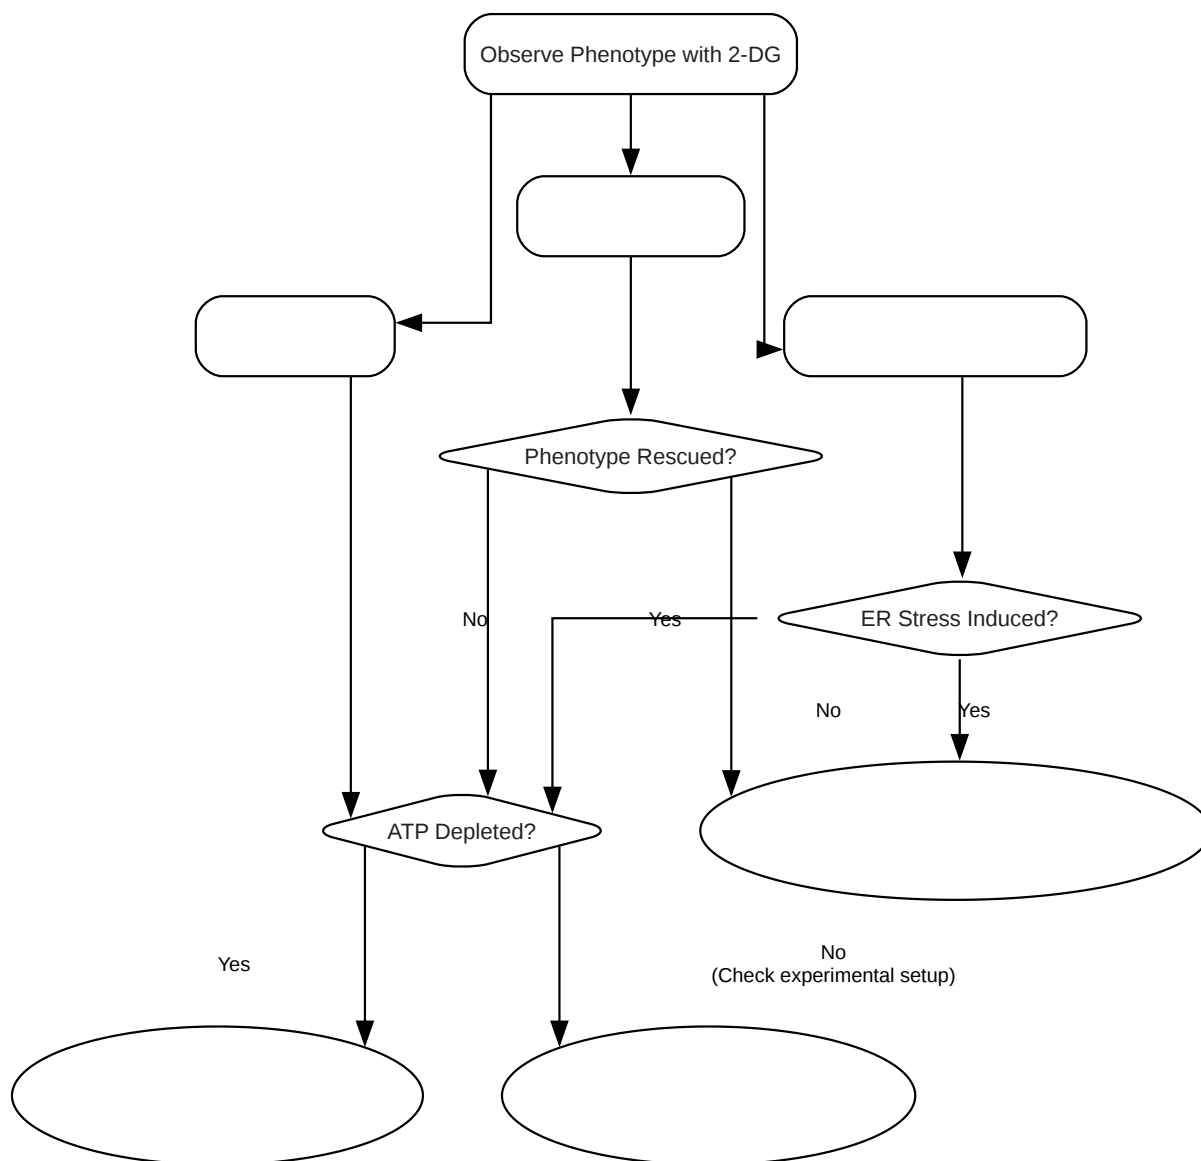 Observe Phenotype with 2-DG
Phenotype Rescued?
No
Yes
ER Stress Induced?
No
Yes
ATP Depleted?
Yes
No
(Check experimental setup)